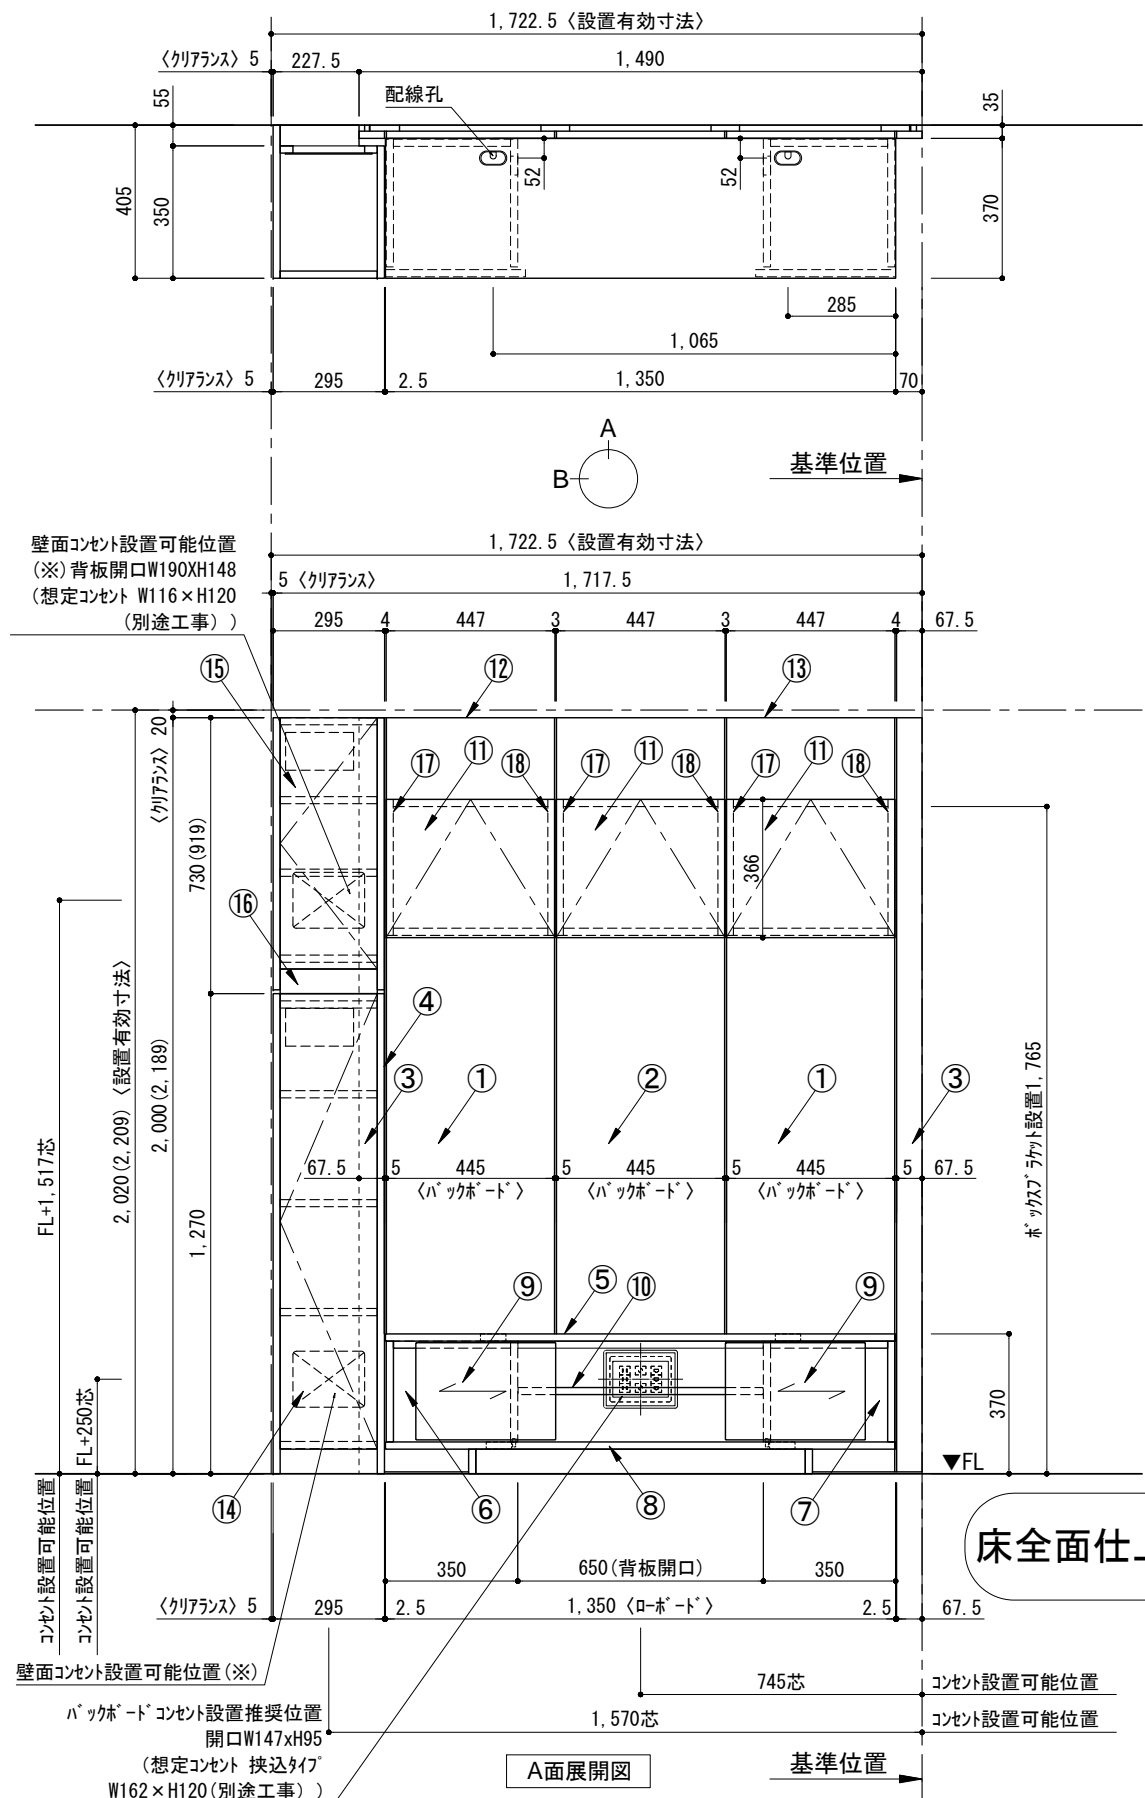 1,722.5〈設置有効寸法〉
〈クリアランス〉5 227.5 1,490
配線孔
55
35
405
350
52
52
370
285
1,065
〈クリアランス〉5 295 2.5 1,350 70
A
B
基準位置
1,722.5〈設置有効寸法〉
壁面コンセント設置可能位置
(※)背板開口W190XH148
(想定コンセント W116×H120
(別途工事))
5〈クリアランス〉 1,717.5
295 4 447 3 447 3 447 4 67.5
⑮ ⑫ ⑬
〈クリアランス〉20
⑰ ⑪ ⑱ ⑰ ⑪ ⑱ ⑰ ⑪ ⑱
730(919)
366
⑯
④
③ ① ② ① ③
FL+1,517芯
2,020(2,209)〈設置有効寸法〉
2,000(2,189)
1,270
ボックスブラケット設置1,765
67.5 5 445 5 445 5 445 5 67.5
〈バックボード〉 〈バックボード〉 〈バックボード〉
⑨ ⑤ ⑩ ⑨
FL+250芯
370
▼FL
⑭ ⑥ ⑧ ⑦
コンセント設置可能位置
コンセント設置可能位置
床全面仕
350 650(背板開口) 350
〈クリアランス〉5 295 2.5 1,350〈ローボード〉 2.5 67.5
壁面コンセント設置可能位置(※)
745芯 コンセント設置可能位置
バックボードコンセント設置推奨位置
開口W147xH95
(想定コンセント 挟込タイプ
W162×H120(別途工事))
1,570芯 コンセント設置可能位置
A面展開図
基準位置